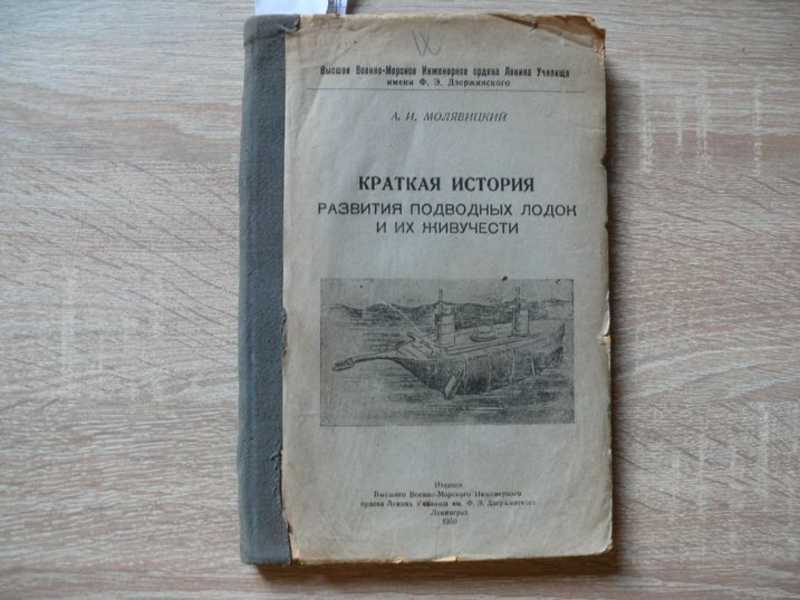 Высшее Военно-Морское Инженерное ордена Ленина Училище
имени Ф. Э. Дзержинского
А. И. МОЛЯВИЦКИЙ
КРАТКАЯ ИСТОРИЯ
РАЗВИТИЯ ПОДВОДНЫХ ЛОДОК
И ИХ ЖИВУЧЕСТИ
Издание
Высшего Военно-Морского Инженерного
ордена Ленина Училища им. Ф. Э. Дзержинского
Ленинград